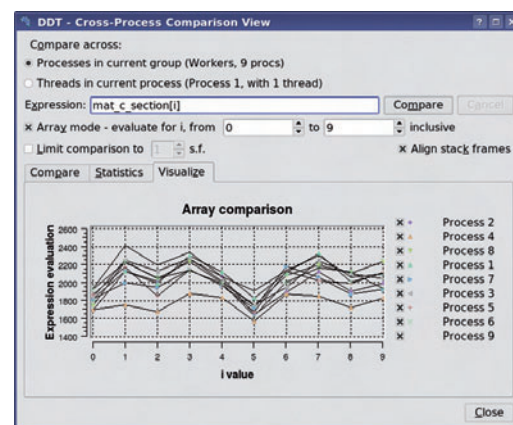 DDT - Cross-Process Comparison View
Compare across:
Processes in current group (Workers, 9 procs)
Threads in current process (Process 1, with 1 thread)
Expression: mat_c_section[i] Compare Cancel
Array mode - evaluate for i, from 0 to 9 inclusive
Limit comparison to 1 s.f. Align stack frames
Compare Statistics Visualize
Array comparison
Expression evaluation
2600
2400
2200
2000
1800
1600
1400
0 1 2 3 4 5 6 7 8 9
i value
Process 2
Process 4
Process 8
Process 1
Process 7
Process 3
Process 5
Process 6
Process 9
Close